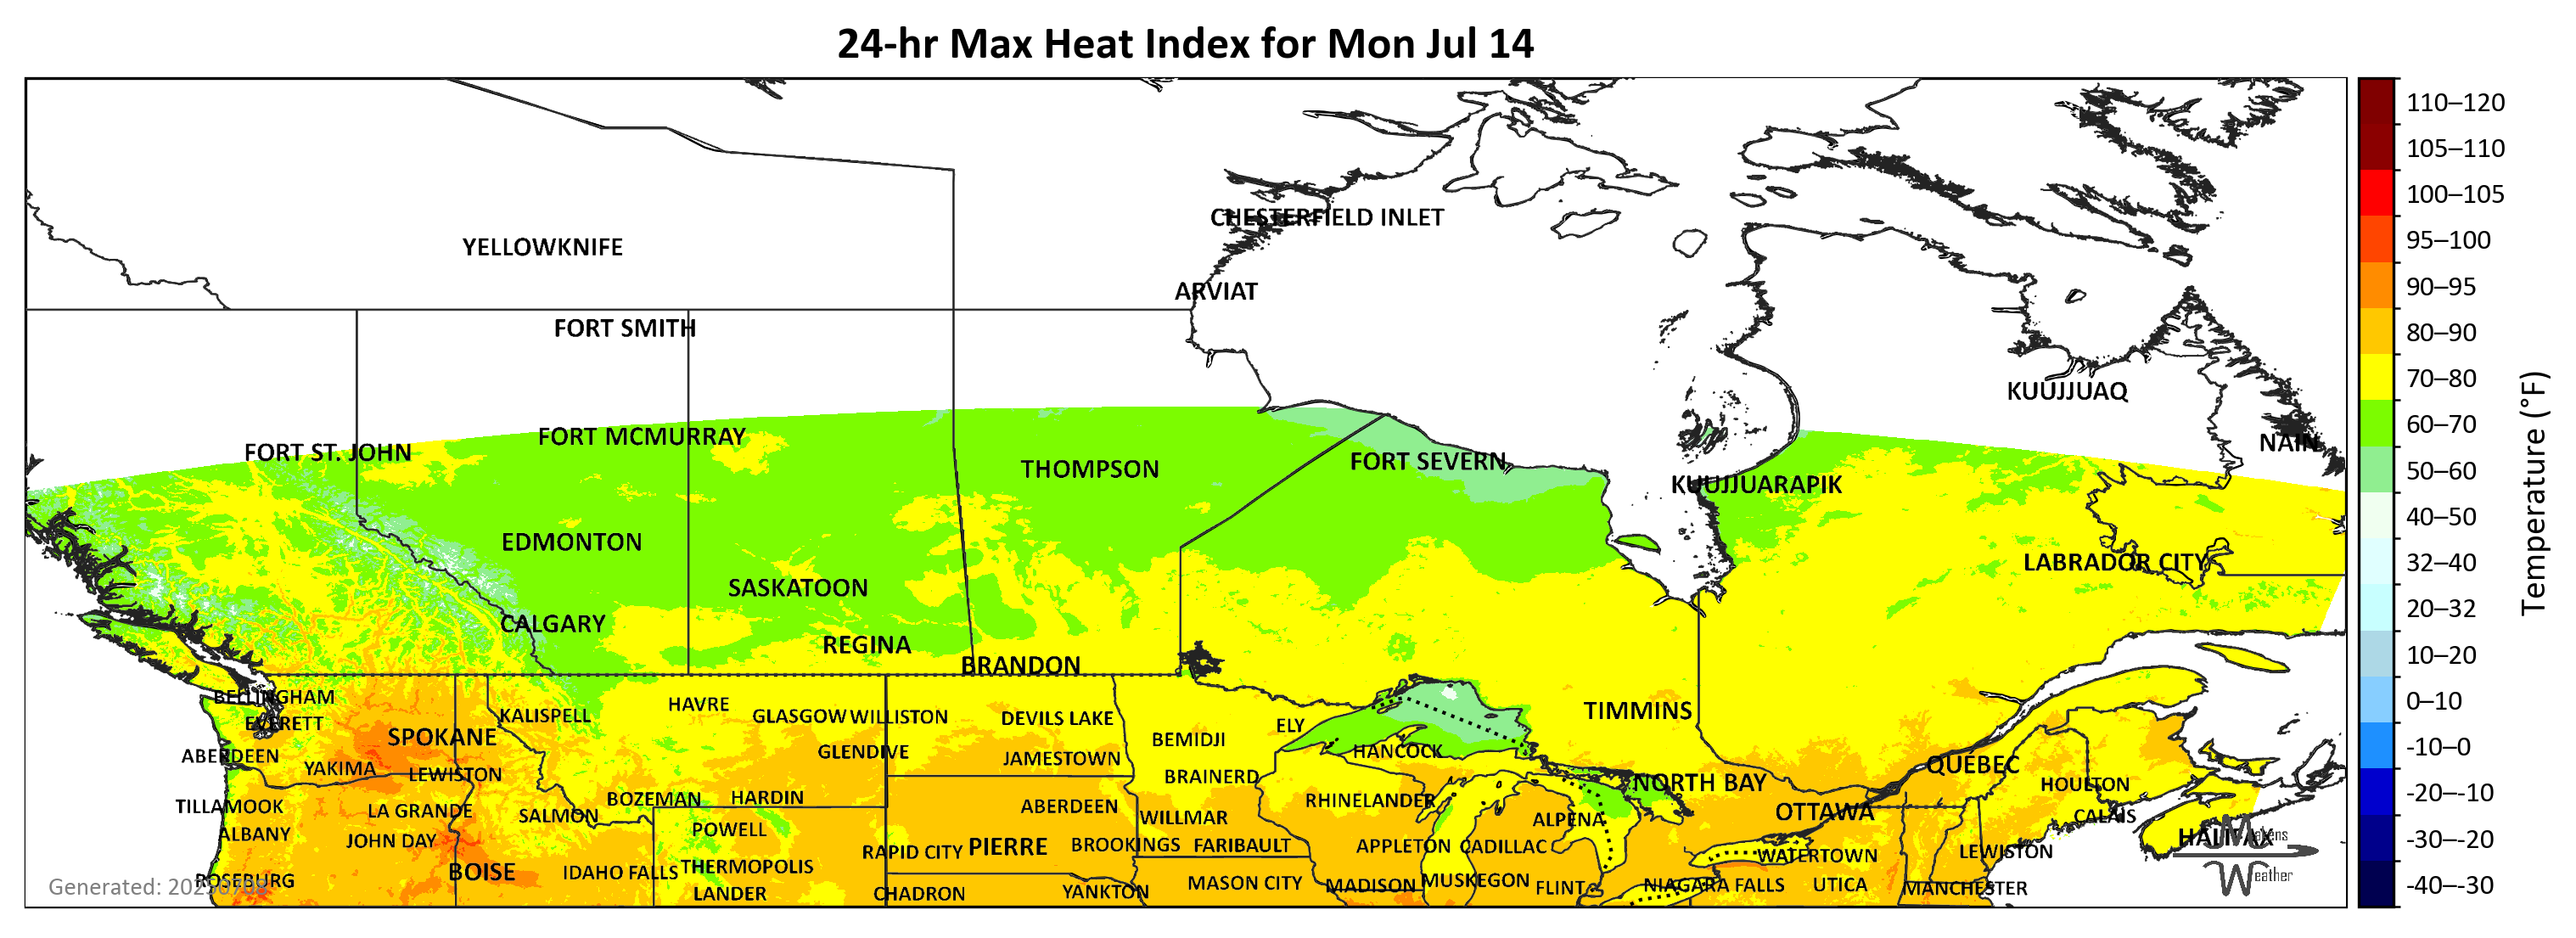 24-hr Max Heat Index for Mon Jul 14
110–120
105–110
CHESTERFIELD INLET
100–105
YELLOWKNIFE
95–100
ARVIAT
90–95
FORT SMITH
80–90
KUUJJUAQ
70–80
FORT ST. JOHN
FORT MCMURRAY
THOMPSON
FORT SEVERN
KUUJJUARAPIK
NAIN
60–70
50–60
EDMONTON
LABRADOR CITY
40–50
32–40
SASKATOON
20–32
CALGARY
REGINA
BRANDON
10–20
Temperature (°F)
BELLINGHAM
HAVRE
0–10
EVERETT
KALISPELL
GLASGOW
WILLISTON
DEVILS LAKE
ELY
TIMMINS
SPOKANE
BEMIDJI
-10–0
ABERDEEN
GLENDIVE
JAMESTOWN
HANCOCK
YAKIMA
LEWISTON
BRAINERD
NORTH BAY
QUÉBEC
HOULTON
-20–-10
TILLAMOOK
LA GRANDE
SALMON
BOZEMAN
HARDIN
ABERDEEN
WILLMAR
RHINELANDER
ALPENA
OTTAWA
CALAIS
ALBANY
JOHN DAY
POWELL
RAPID CITY
PIERRE
BROOKINGS
FARIBAULT
APPLETON
CADILLAC
WATERTOWN
LEWISTON
HALIFAX
-30–-20
ROSEBURG
BOISE
IDAHO FALLS
THERMOPOLIS
LANDER
CHADRON
YANKTON
MASON CITY
MADISON
MUSKEGON
FLINT
NIAGARA FALLS
UTICA
MANCHESTER
Weather
-40–-30
Generated: